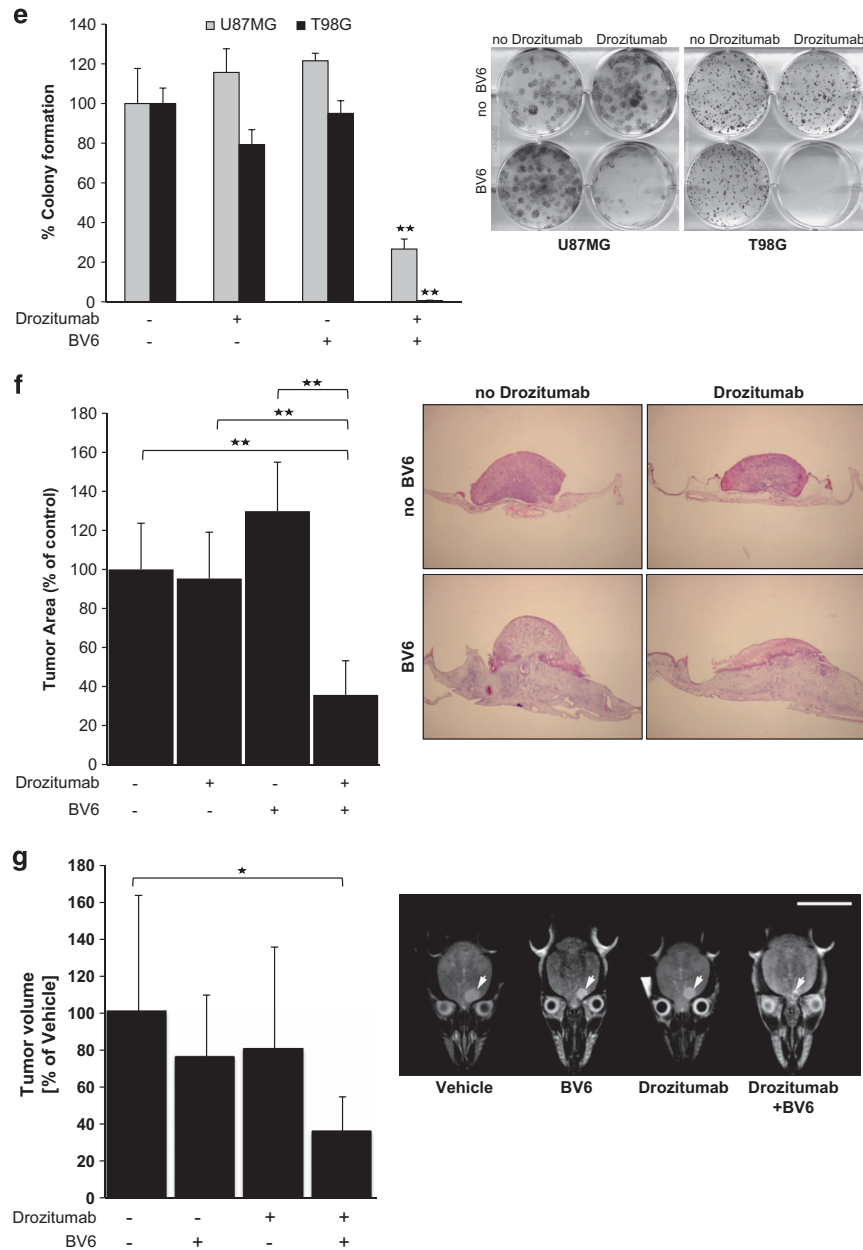 e
U87MG T98G
% Colony formation
140
120
100
80
60
40
20
0
★★
★★
Drozitumab - + - +
BV6 - - + +
no Drozitumab Drozitumab no Drozitumab Drozitumab
no BV6
BV6
U87MG T98G
f
Tumor Area (% of control)
180
160
140
120
100
80
60
40
20
0
★★
★★
★★
Drozitumab - + - +
BV6 - - + +
no Drozitumab Drozitumab
no BV6
BV6
g
Tumor volume
[% of Vehicle]
180
160
140
120
100
80
60
40
20
0
★
Drozitumab - - + +
BV6 - + - +
Vehicle BV6 Drozitumab Drozitumab
+BV6